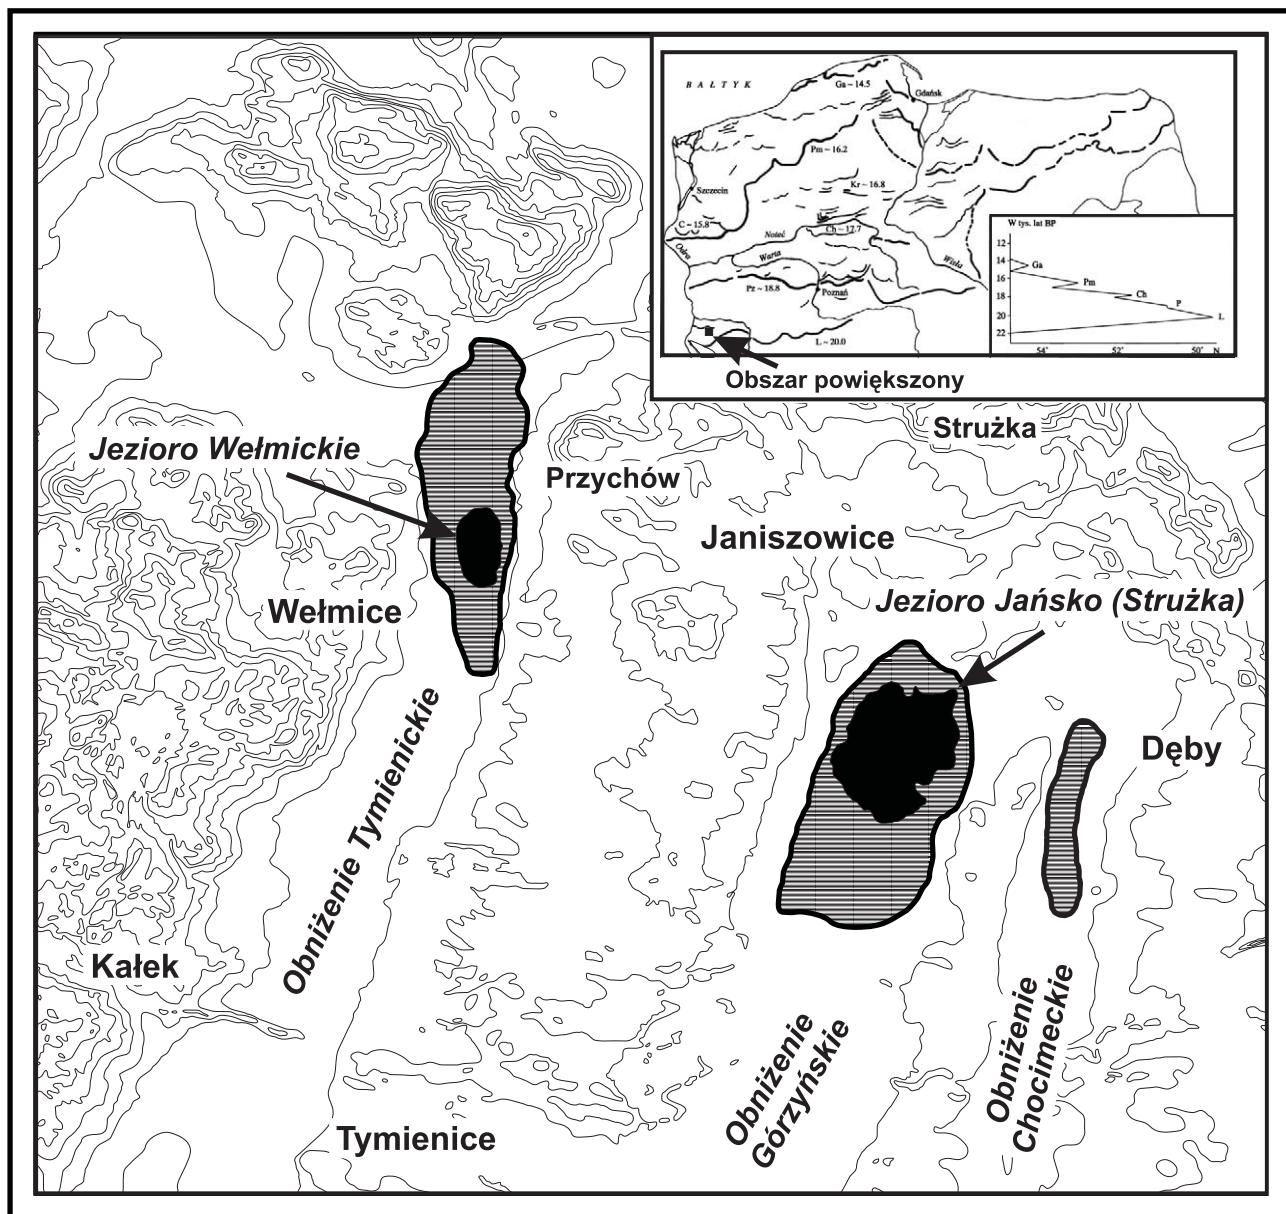 BAŁTYK
Ga ~ 14.5
Gdańsk
Pm ~ 16.2
Szczecin
Kr ~ 16.8
C ~ 15.8
Noteć
Ch ~ 17.7
Odra
Warta
Wisła
Pz ~ 18.8
Poznań
L ~ 20.0
W tys. lat BP
12
14
16
18
20
22
Ga
Pm
Ch
P
L
54°
52°
50°
N
Obszar powiększony
Strużka
Jezioro Wełmickie
Przychów
Janiszowice
Jezioro Jańsko (Strużka)
Wełmice
Dęby
Obniżenie Tymienickie
Kałek
Obniżenie
Górzyńskie
Obniżenie
Chocimeckie
Tymienice